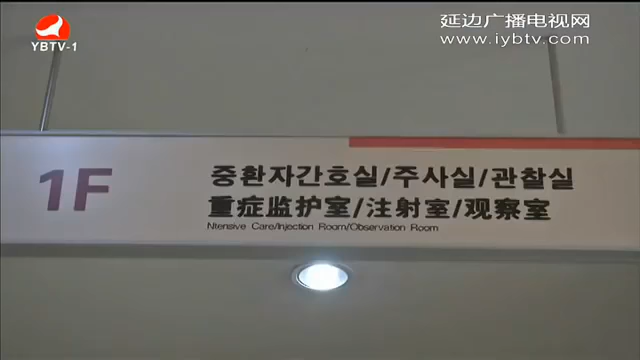 延边广播电视网
www.iybtv.com
YBTV-1
1F
중환자간호실/주사실/관찰실
重症监护室/注射室/观察室
Ntensive Care/Injection Room/Observation Room